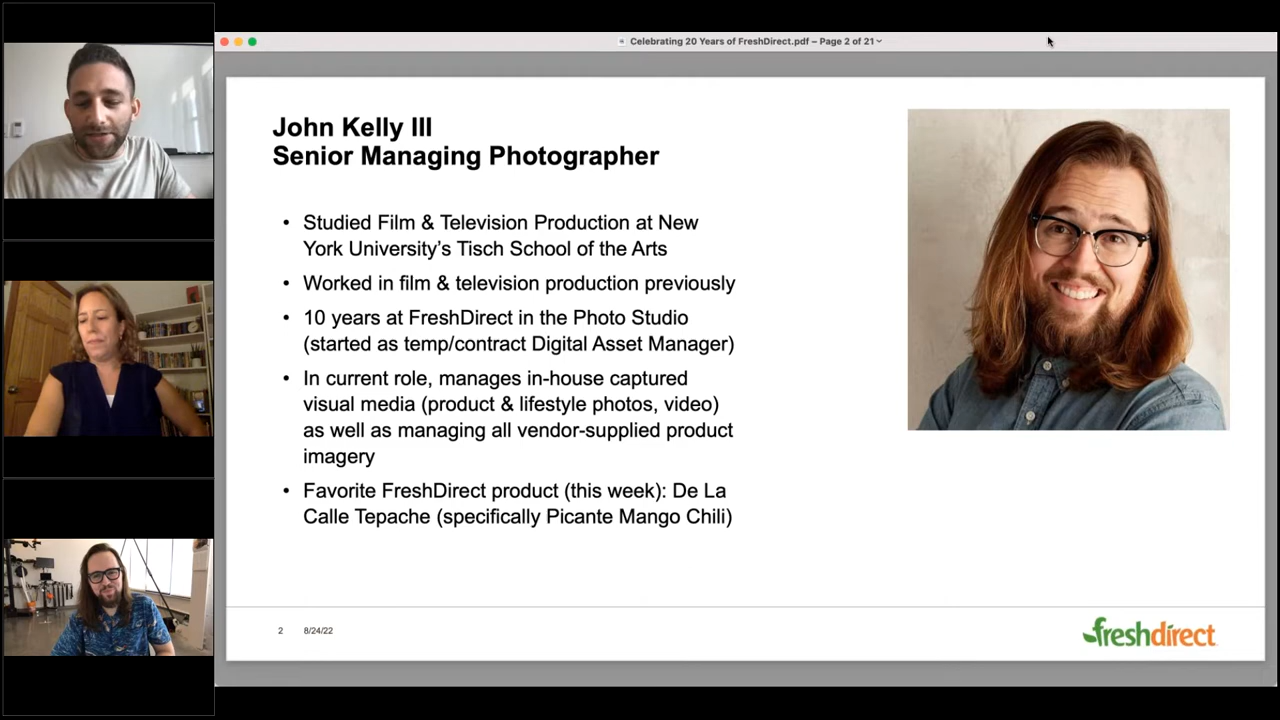 Celebrating 20 Years of FreshDirect.pdf – Page 2 of 21
John Kelly III
Senior Managing Photographer
• Studied Film & Television Production at New
York University's Tisch School of the Arts
• Worked in film & television production previously
• 10 years at FreshDirect in the Photo Studio
(started as temp/contract Digital Asset Manager)
• In current role, manages in-house captured
visual media (product & lifestyle photos, video)
as well as managing all vendor-supplied product
imagery
• Favorite FreshDirect product (this week): De La
Calle Tepache (specifically Picante Mango Chili)
2 8/24/22
freshdirect